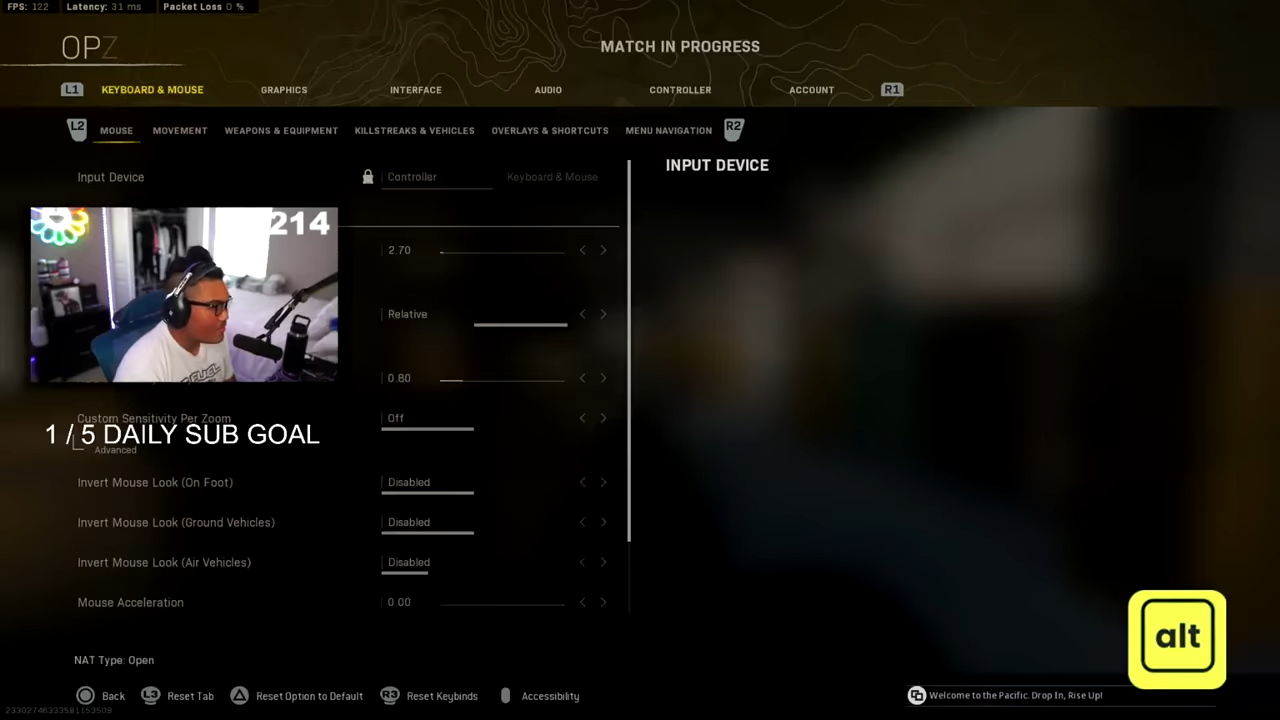 FPS: 122 Latency: 31 ms Packet Loss 0 %
OPZ
MATCH IN PROGRESS
L1 KEYBOARD & MOUSE GRAPHICS INTERFACE AUDIO CONTROLLER ACCOUNT R1
L2 MOUSE MOVEMENT WEAPONS & EQUIPMENT KILLSTREAKS & VEHICLES OVERLAYS & SHORTCUTS MENU NAVIGATION R2
INPUT DEVICE
Input Device Controller Keyboard & Mouse
214
2.70
Relative
0.80
Custom Sensitivity Per Zoom Off
1 / 5 DAILY SUB GOAL
Advanced
Invert Mouse Look (On Foot) Disabled
Invert Mouse Look (Ground Vehicles) Disabled
Invert Mouse Look (Air Vehicles) Disabled
Mouse Acceleration 0.00
alt
NAT Type: Open
Back L3 Reset Tab Reset Option to Default R3 Reset Keybinds Accessibility
Welcome to the Pacific. Drop In, Rise Up!